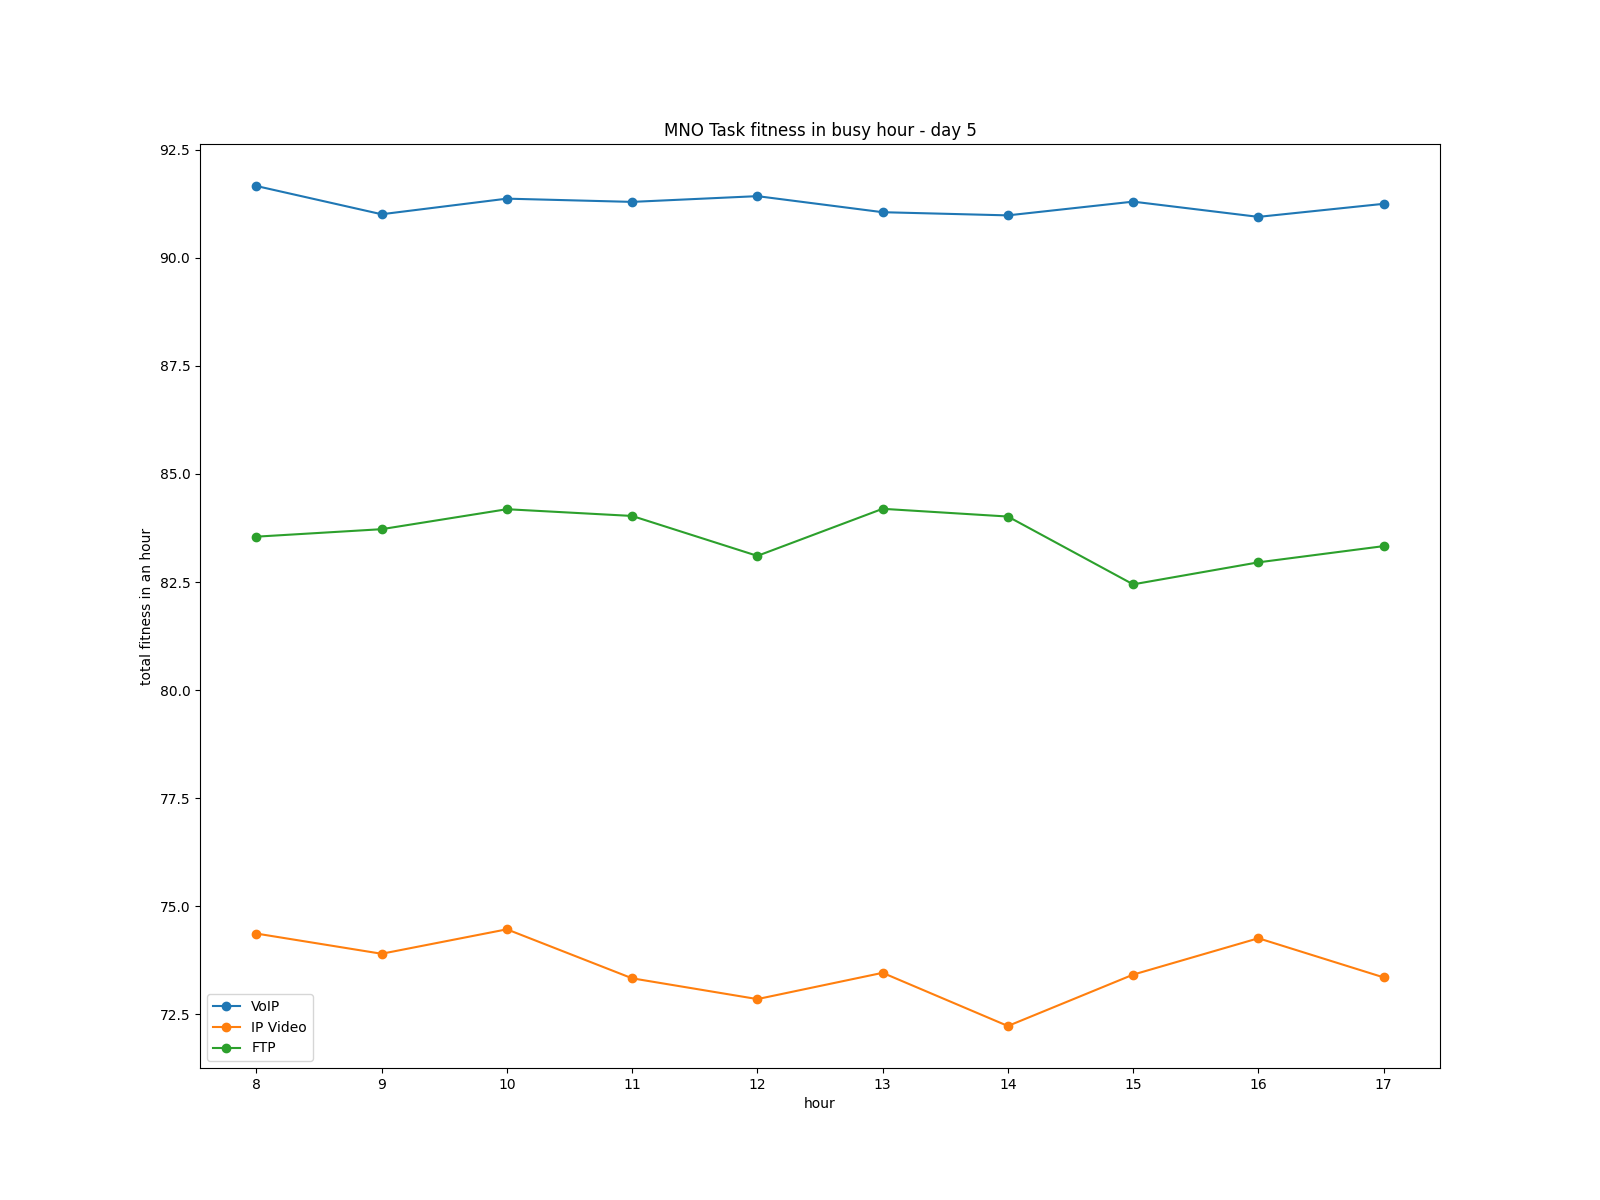 MNO Task fitness in busy hour - day 5
92.5
90.0
87.5
85.0
82.5
80.0
77.5
75.0
72.5
total fitness in an hour
VoIP
IP Video
FTP
8 9 10 11 12 13 14 15 16 17
hour